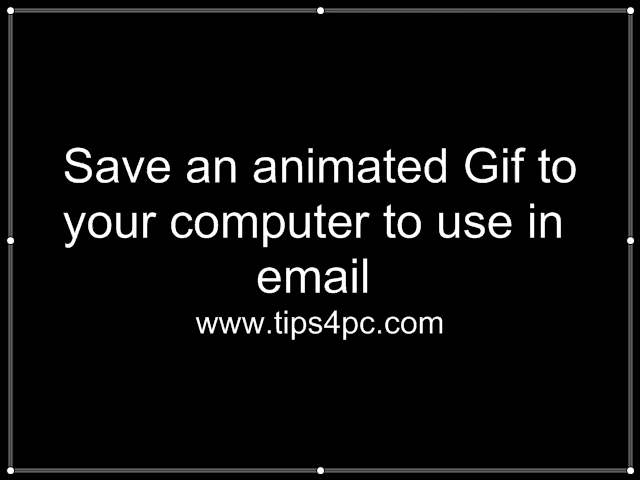 Save an animated Gif to
your computer to use in
email
www.tips4pc.com